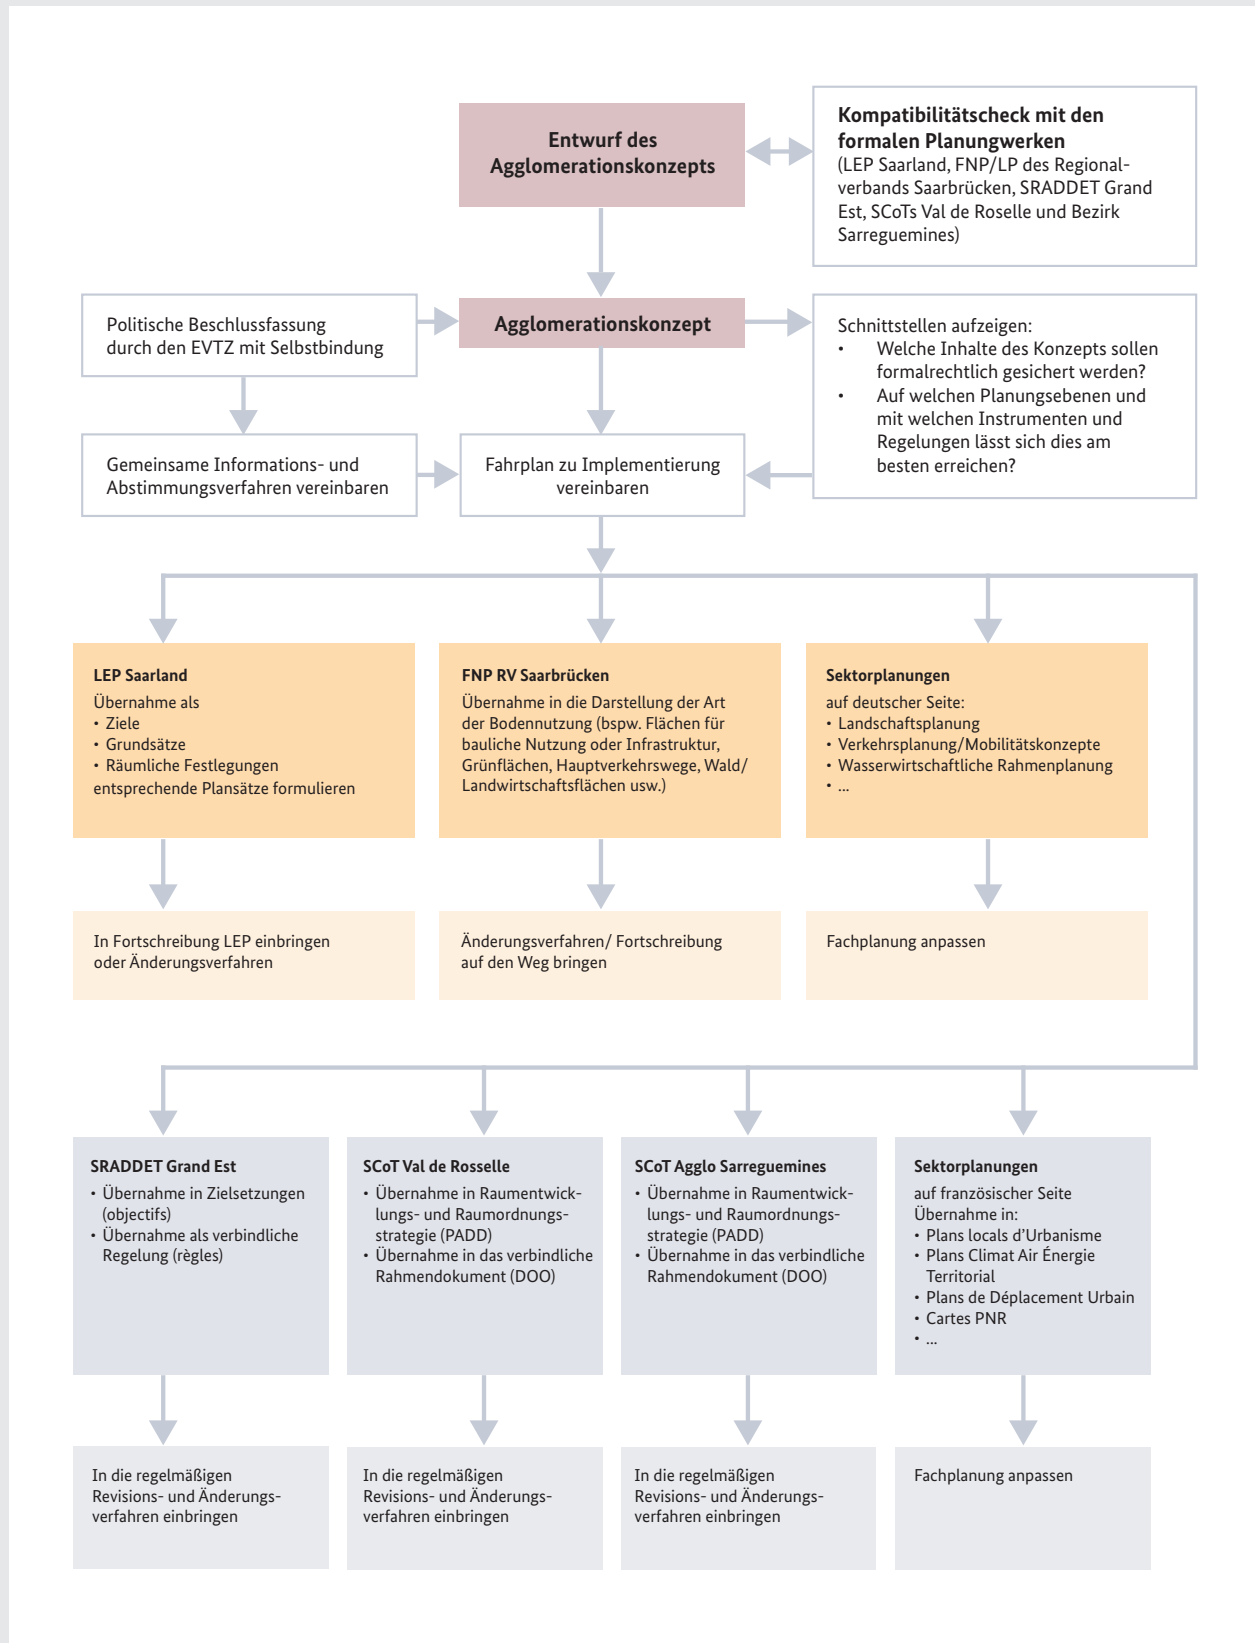 Entwurf des
Agglomerationskonzepts
Kompatibilitätscheck mit den
formalen Planungwerken
(LEP Saarland, FNP/LP des Regional-
verbands Saarbrücken, SRADDET Grand
Est, SCoTs Val de Roselle und Bezirk
Sarreguemines)
Politische Beschlussfassung
durch den EVTZ mit Selbstbindung
Agglomerationskonzept
Schnittstellen aufzeigen:
• Welche Inhalte des Konzepts sollen
formalrechtlich gesichert werden?
• Auf welchen Planungsebenen und
mit welchen Instrumenten und
Regelungen lässt sich dies am
besten erreichen?
Gemeinsame Informations- und
Abstimmungsverfahren vereinbaren
Fahrplan zu Implementierung
vereinbaren
LEP Saarland
Übernahme als
• Ziele
• Grundsätze
• Räumliche Festlegungen
entsprechende Plansätze formulieren
FNP RV Saarbrücken
Übernahme in die Darstellung der Art
der Bodennutzung (bspw. Flächen für
bauliche Nutzung oder Infrastruktur,
Grünflächen, Hauptverkehrswege, Wald/
Landwirtschaftsflächen usw.)
Sektorplanungen
auf deutscher Seite:
• Landschaftsplanung
• Verkehrsplanung/Mobilitätskonzepte
• Wasserwirtschaftliche Rahmenplanung
• ...
In Fortschreibung LEP einbringen
oder Änderungsverfahren
Änderungsverfahren/ Fortschreibung
auf den Weg bringen
Fachplanung anpassen
SRADDET Grand Est
• Übernahme in Zielsetzungen
(objectifs)
• Übernahme als verbindliche
Regelung (règles)
SCoT Val de Rosselle
• Übernahme in Raumentwick-
lungs- und Raumordnungs-
strategie (PADD)
• Übernahme in das verbindliche
Rahmendokument (DOO)
SCoT Agglo Sarreguemines
• Übernahme in Raumentwick-
lungs- und Raumordnungs-
strategie (PADD)
• Übernahme in das verbindliche
Rahmendokument (DOO)
Sektorplanungen
auf französischer Seite
Übernahme in:
• Plans locals d'Urbanisme
• Plans Climat Air Énergie
Territorial
• Plans de Déplacement Urbain
• Cartes PNR
• ...
In die regelmäßigen
Revisions- und Änderungs-
verfahren einbringen
In die regelmäßigen
Revisions- und Änderungs-
verfahren einbringen
In die regelmäßigen
Revisions- und Änderungs-
verfahren einbringen
Fachplanung anpassen